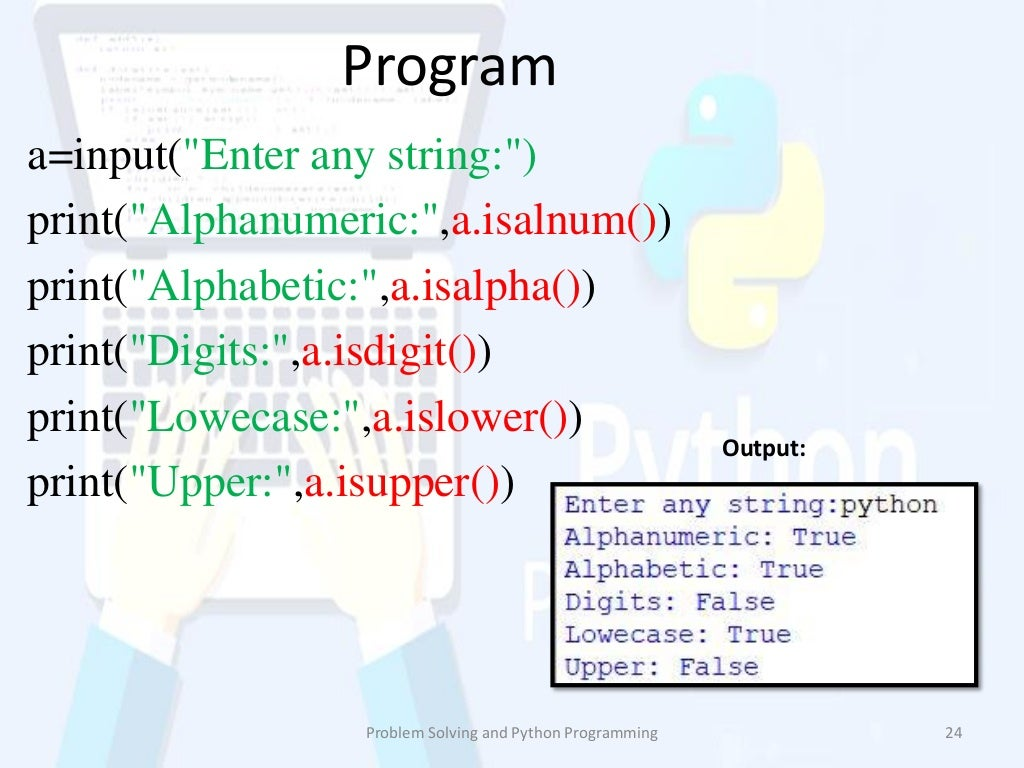 Program
a=input("Enter any string:")
print("Alphanumeric:",a.isalnum())
print("Alphabetic:",a.isalpha())
print("Digits:",a.isdigit())
print("Lowecase:",a.islower())
print("Upper:",a.isupper())
Python
Output:
Enter any string:python
Alphanumeric: True
Alphabetic: True
Digits: False
Lowecase: True
Upper: False
Problem Solving and Python Programming 24